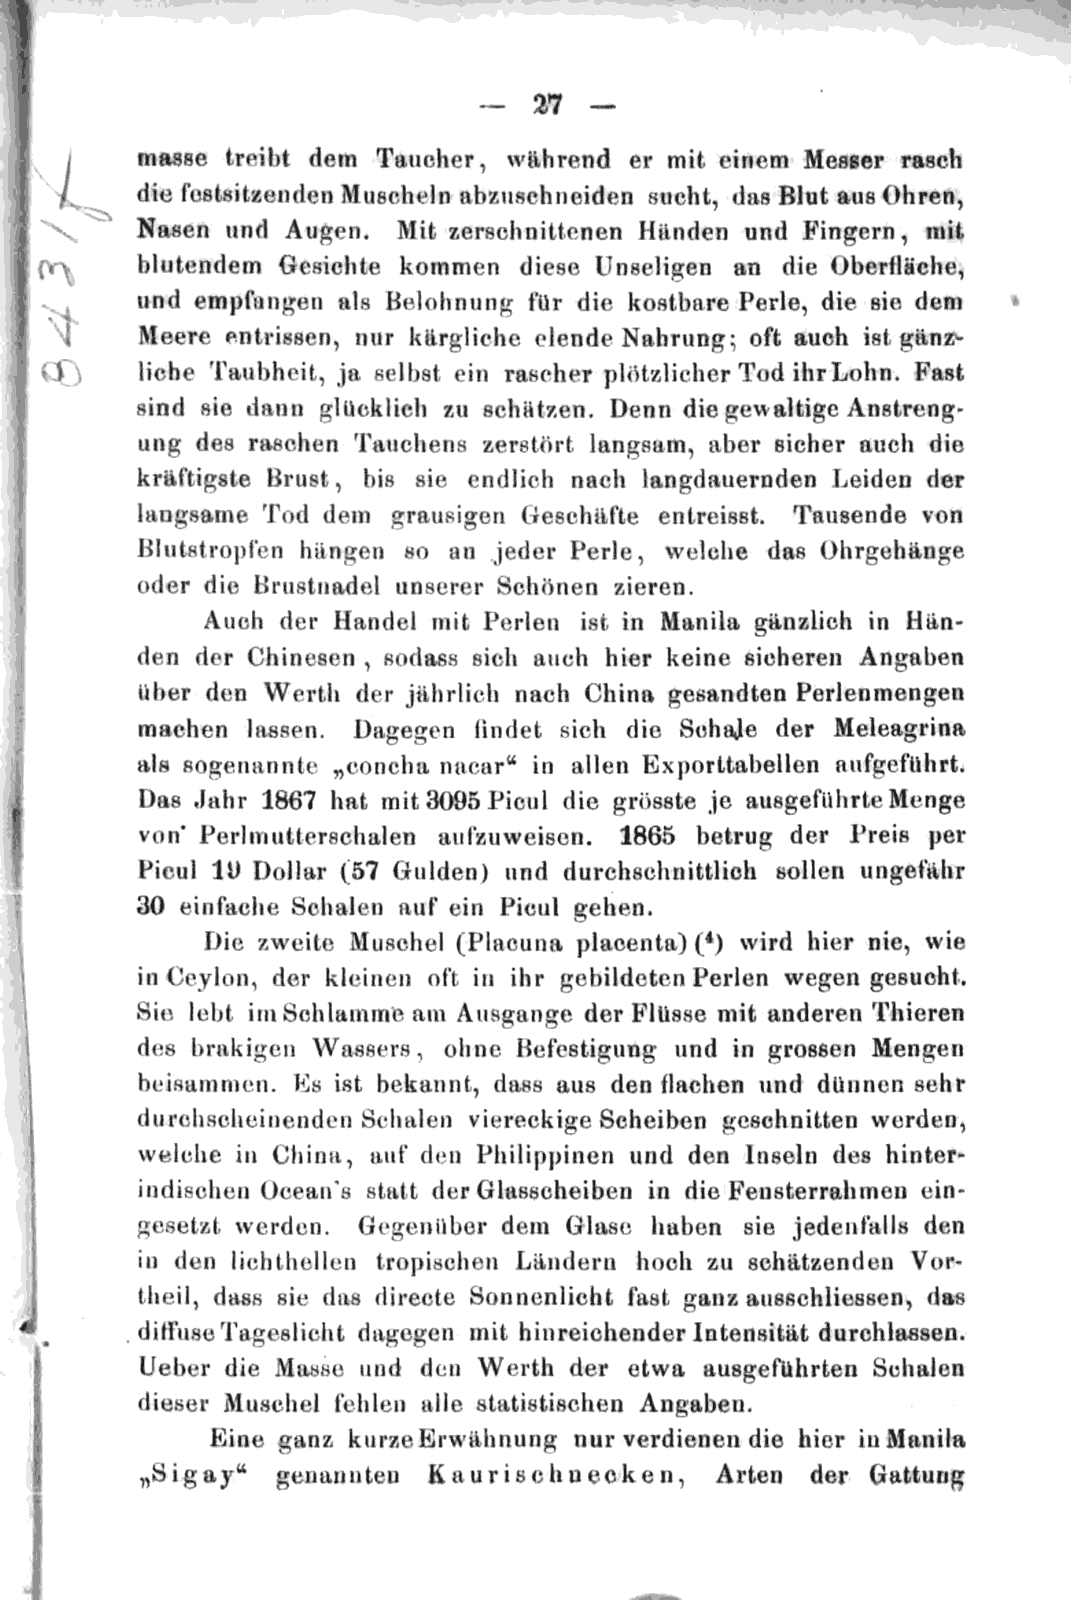 — 27 —
masse treibt dem Taucher, während er mit einem Messer rasch
die festsitzenden Muscheln abzuschneiden sucht, das Blut aus Ohren,
Nasen und Augen. Mit zerschnittenen Händen und Fingern, mit
blutendem Gesichte kommen diese Unseligen an die Oberfläche,
und empfangen als Belohnung für die kostbare Perle, die sie dem
Meere entrissen, nur kärgliche elende Nahrung; oft auch ist gänz-
liche Taubheit, ja selbst ein rascher plötzlicher Tod ihr Lohn. Fast
sind sie dann glücklich zu schätzen. Denn die gewaltige Anstreng-
ung des raschen Tauchens zerstört langsam, aber sicher auch die
kräftigste Brust, bis sie endlich nach langdauernden Leiden der
langsame Tod dem grausigen Geschäfte entreisst. Tausende von
Blutstropfen hängen so an jeder Perle, welche das Ohrgehänge
oder die Brustnadel unserer Schönen zieren.
Auch der Handel mit Perlen ist in Manila gänzlich in Hän-
den der Chinesen, sodass sich auch hier keine sicheren Angaben
über den Werth der jährlich nach China gesandten Perlenmengen
machen lassen. Dagegen findet sich die Schale der Meleagrina
als sogenannte „concha nacar“ in allen Exporttabellen aufgeführt.
Das Jahr 1867 hat mit 3095 Picul die grösste je ausgeführte Menge
von Perlmutterschalen aufzuweisen. 1865 betrug der Preis per
Picul 19 Dollar (57 Gulden) und durchschnittlich sollen ungefähr
30 einfache Schalen auf ein Picul gehen.
Die zweite Muschel (Placuna placenta) (⁴) wird hier nie, wie
in Ceylon, der kleinen oft in ihr gebildeten Perlen wegen gesucht.
Sie lebt im Schlamme am Ausgange der Flüsse mit anderen Thieren
des brakigen Wassers, ohne Befestigung und in grossen Mengen
beisammen. Es ist bekannt, dass aus den flachen und dünnen sehr
durchscheinenden Schalen viereckige Scheiben geschnitten werden,
welche in China, auf den Philippinen und den Inseln des hinter-
indischen Ocean's statt der Glasscheiben in die Fensterrahmen ein-
gesetzt werden. Gegenüber dem Glase haben sie jedenfalls den
in den lichthellen tropischen Ländern hoch zu schätzenden Vor-
theil, dass sie das directe Sonnenlicht fast ganz ausschliessen, das
diffuse Tageslicht dagegen mit hinreichender Intensität durchlassen.
Ueber die Masse und den Werth der etwa ausgeführten Schalen
dieser Muschel fehlen alle statistischen Angaben.
Eine ganz kurze Erwähnung nur verdienen die hier in Manila
„Sigay“ genannten Kaurischnecken, Arten der Gattung